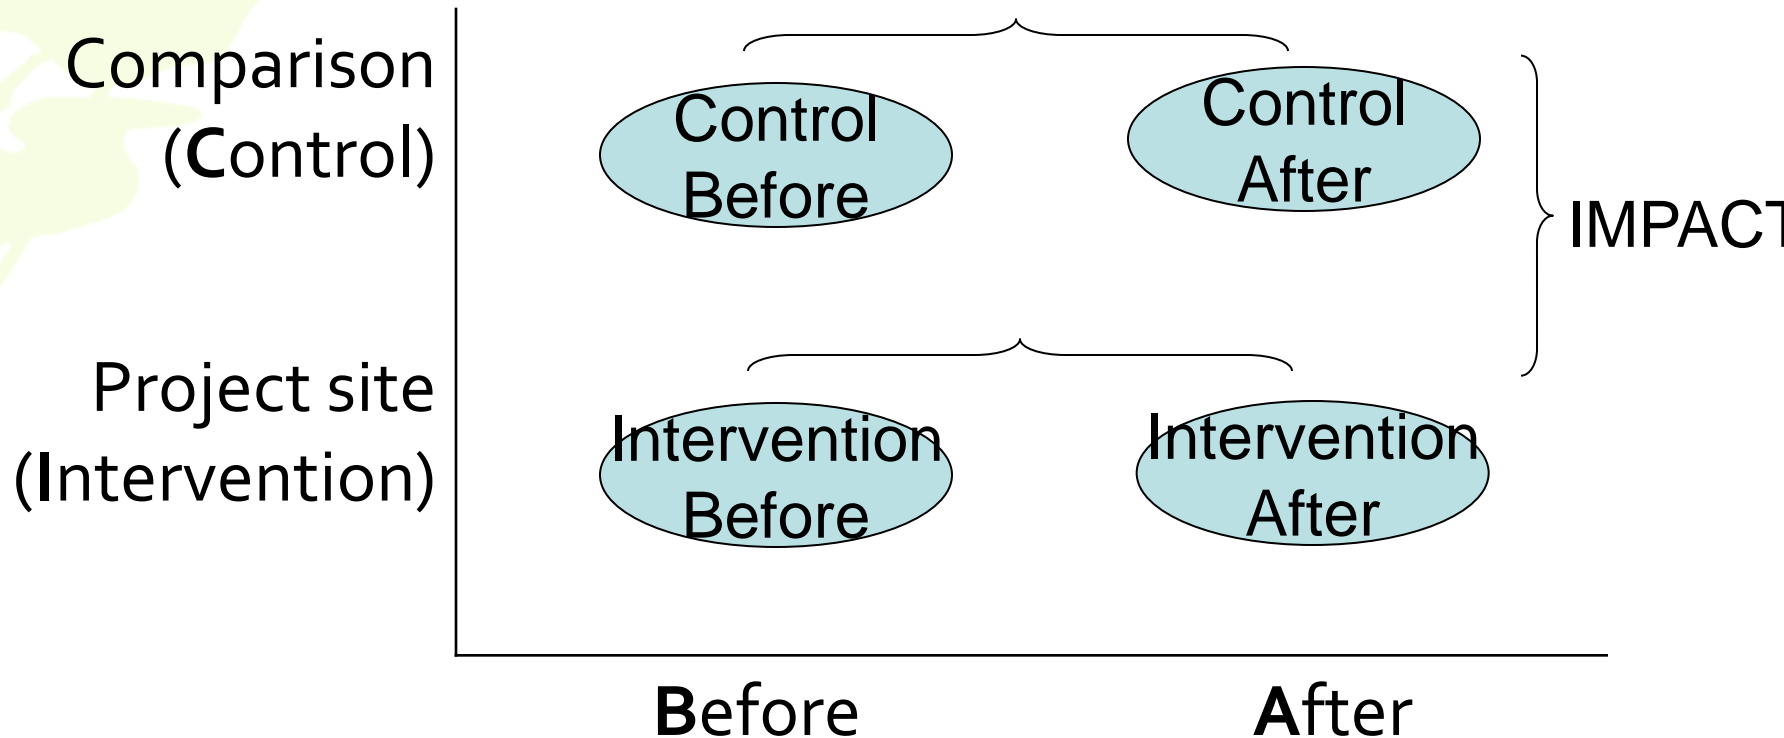 Comparison
(Control)
Control
Before
Control
After
IMPACT
Project site
(Intervention)
Intervention
Before
Intervention
After
Before
After